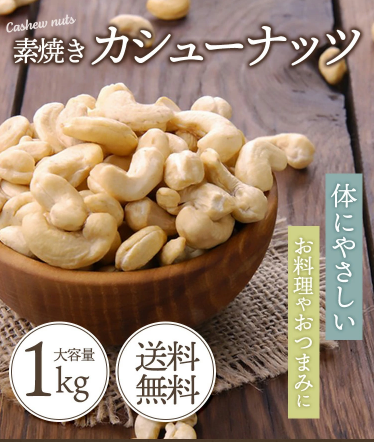 Cashew nuts
素焼きカシューナッツ
体にやさしい
お料理やおつまみに
大容量
1kg
送料
無料